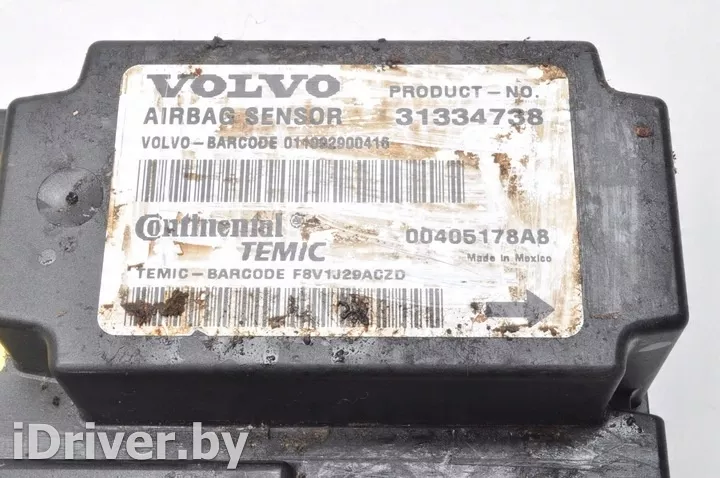 VOLVO
PRODUCT-NO.
AIRBAG SENSOR 31334738
VOLVO-BARCODE 011092900416
Continental® 00405178A8
TEMIC Made in Mexico
TEMIC-BARCODE F8V1J29ACZD
iDriver.by